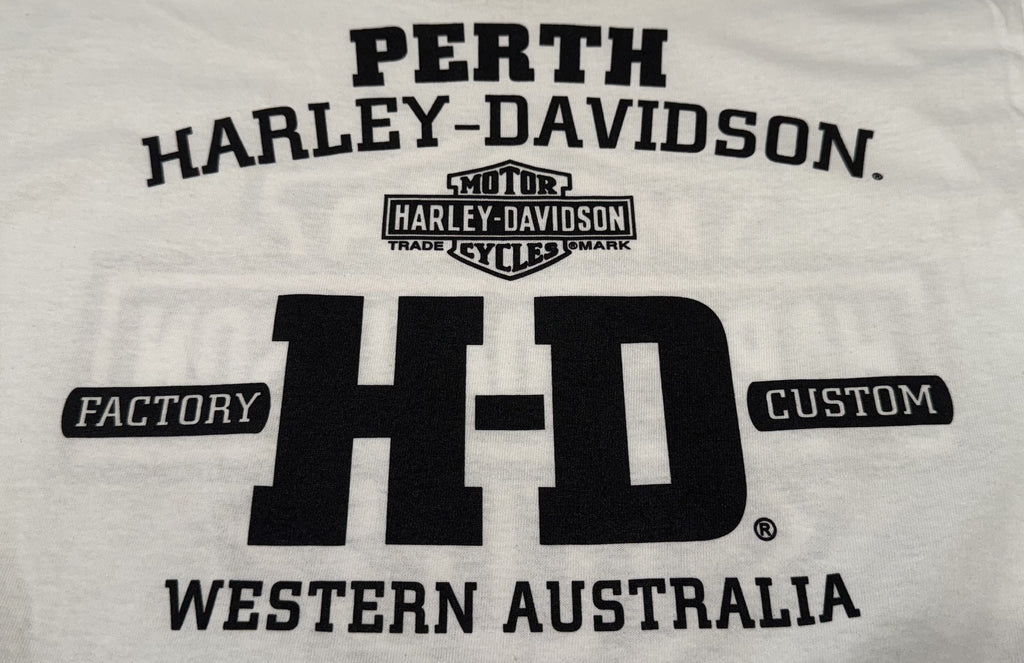 PERTH
HARLEY-DAVIDSON®
MOTOR
HARLEY-DAVIDSON
TRADE ®MARK
CYCLES
H-D®
FACTORY CUSTOM
WESTERN AUSTRALIA